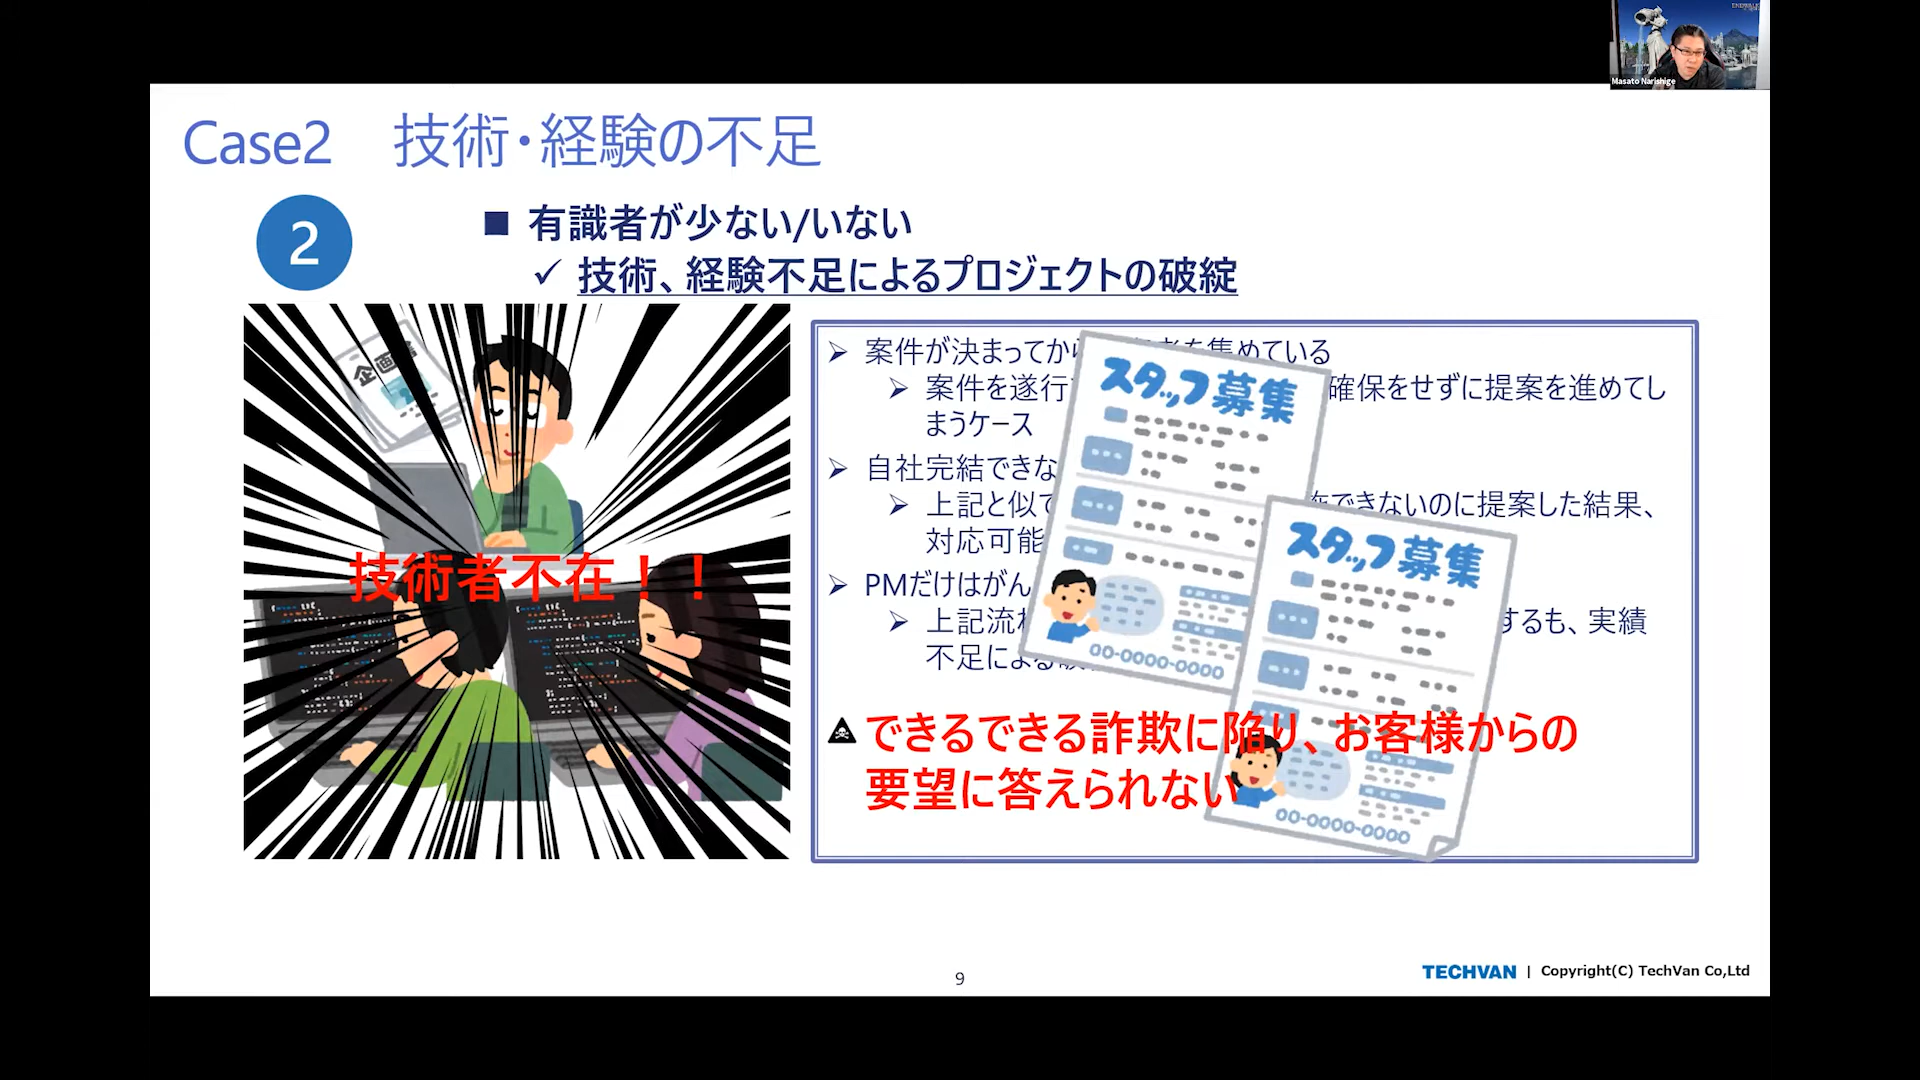 Masato Narishige
Case2 技術・経験の不足
2
■ 有識者が少ない/いない
✓ 技術、経験不足によるプロジェクトの破綻
企画書
技術者不在！！
➢ 案件が決まってから 者を集めている
➢ 案件を遂行 確保をせずに提案を進めてし
まうケース
➢ 自社完結できな
➢ 上記と似て できないのに提案した結果、
対応可能
➢ PMだけはがん
➢ 上記流れ するも、実績
不足による破
スタッフ募集
00-0000-0000
スタッフ募集
00-0000-0000
できるできる詐欺に陥り、お客様からの
要望に答えられない
9
TECHVAN | Copyright(C) TechVan Co,Ltd